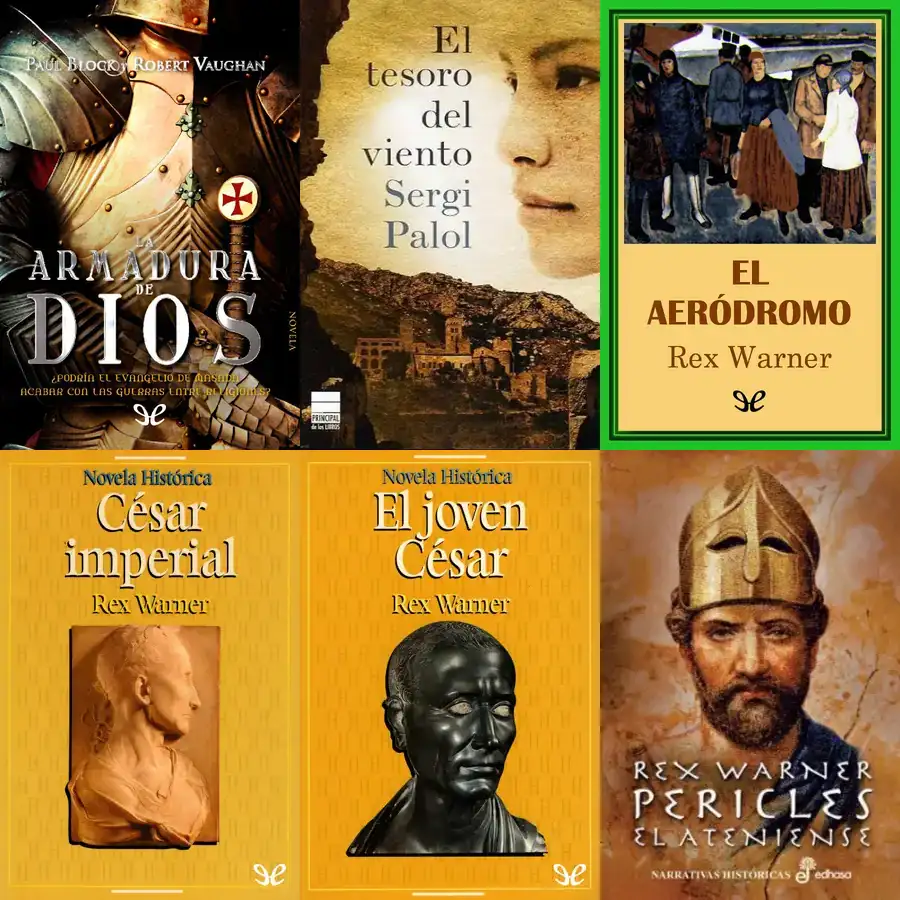 PAUL BLOCK Y ROBERT VAUGHAN
LA
ARMADURA
DE
DIOS
NOVELA
¿PODRÍA EL EVANGELIO DE MASADA
ACABAR CON LAS GUERRAS ENTRE RELIGIONES?
El
tesoro
del
viento
Sergi
Palol
PRINCIPAL
de los LIBROS
EL
AERÓDROMO
Rex Warner
Novela Histórica
César
imperial
Rex Warner
Novela Histórica
El joven
César
Rex Warner
REX WARNER
PERICLES
EL ATENIENSE
NARRATIVAS HISTÓRICAS edhasa